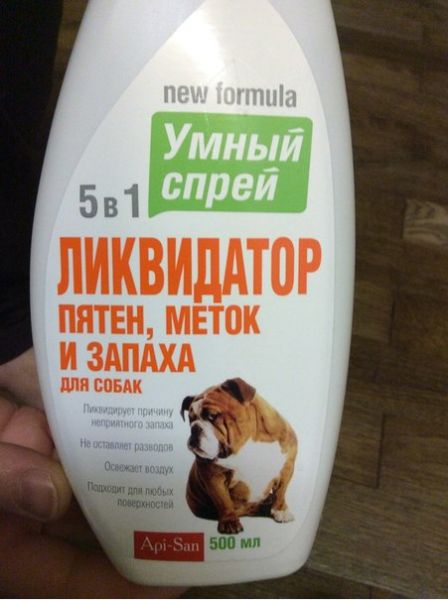 new formula
Умный
спрей
5 в 1
ЛИКВИДАТОР
ПЯТЕН, МЕТОК
И ЗАПАХА
ДЛЯ СОБАК
Ликвидирует причину
неприятного запаха
Не оставляет разводов
Освежает воздух
Подходит для любых
поверхностей
Api-San 500 мл